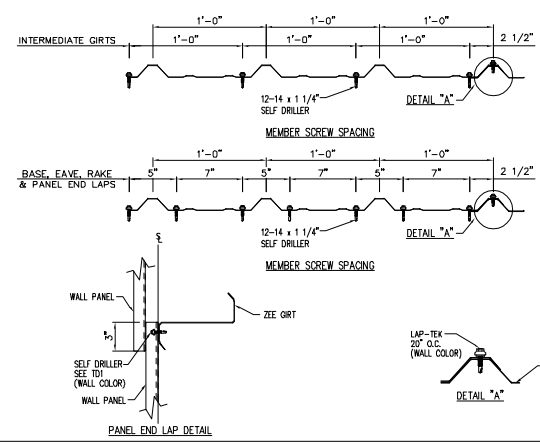 1'-0" 1'-0" 1'-0"
INTERMEDIATE GIRTS 1'-0" 1'-0" 1'-0" 2 1/2"
12-14 x 1 1/4"
SELF DRILLER
DETAIL "A"
MEMBER SCREW SPACING
1'-0" 1'-0" 1'-0"
BASE, EAVE, RAKE
& PANEL END LAPS
5" 7" 5" 7" 5" 7" 5" 2 1/2"
12-14 x 1 1/4"
SELF DRILLER
DETAIL "A"
MEMBER SCREW SPACING
WALL PANEL
ZEE GIRT
3"
SELF DRILLER
SEE TD1
(WALL COLOR)
WALL PANEL
PANEL END LAP DETAIL
LAP-TEK
20" O.C.
(WALL COLOR)
DETAIL "A"